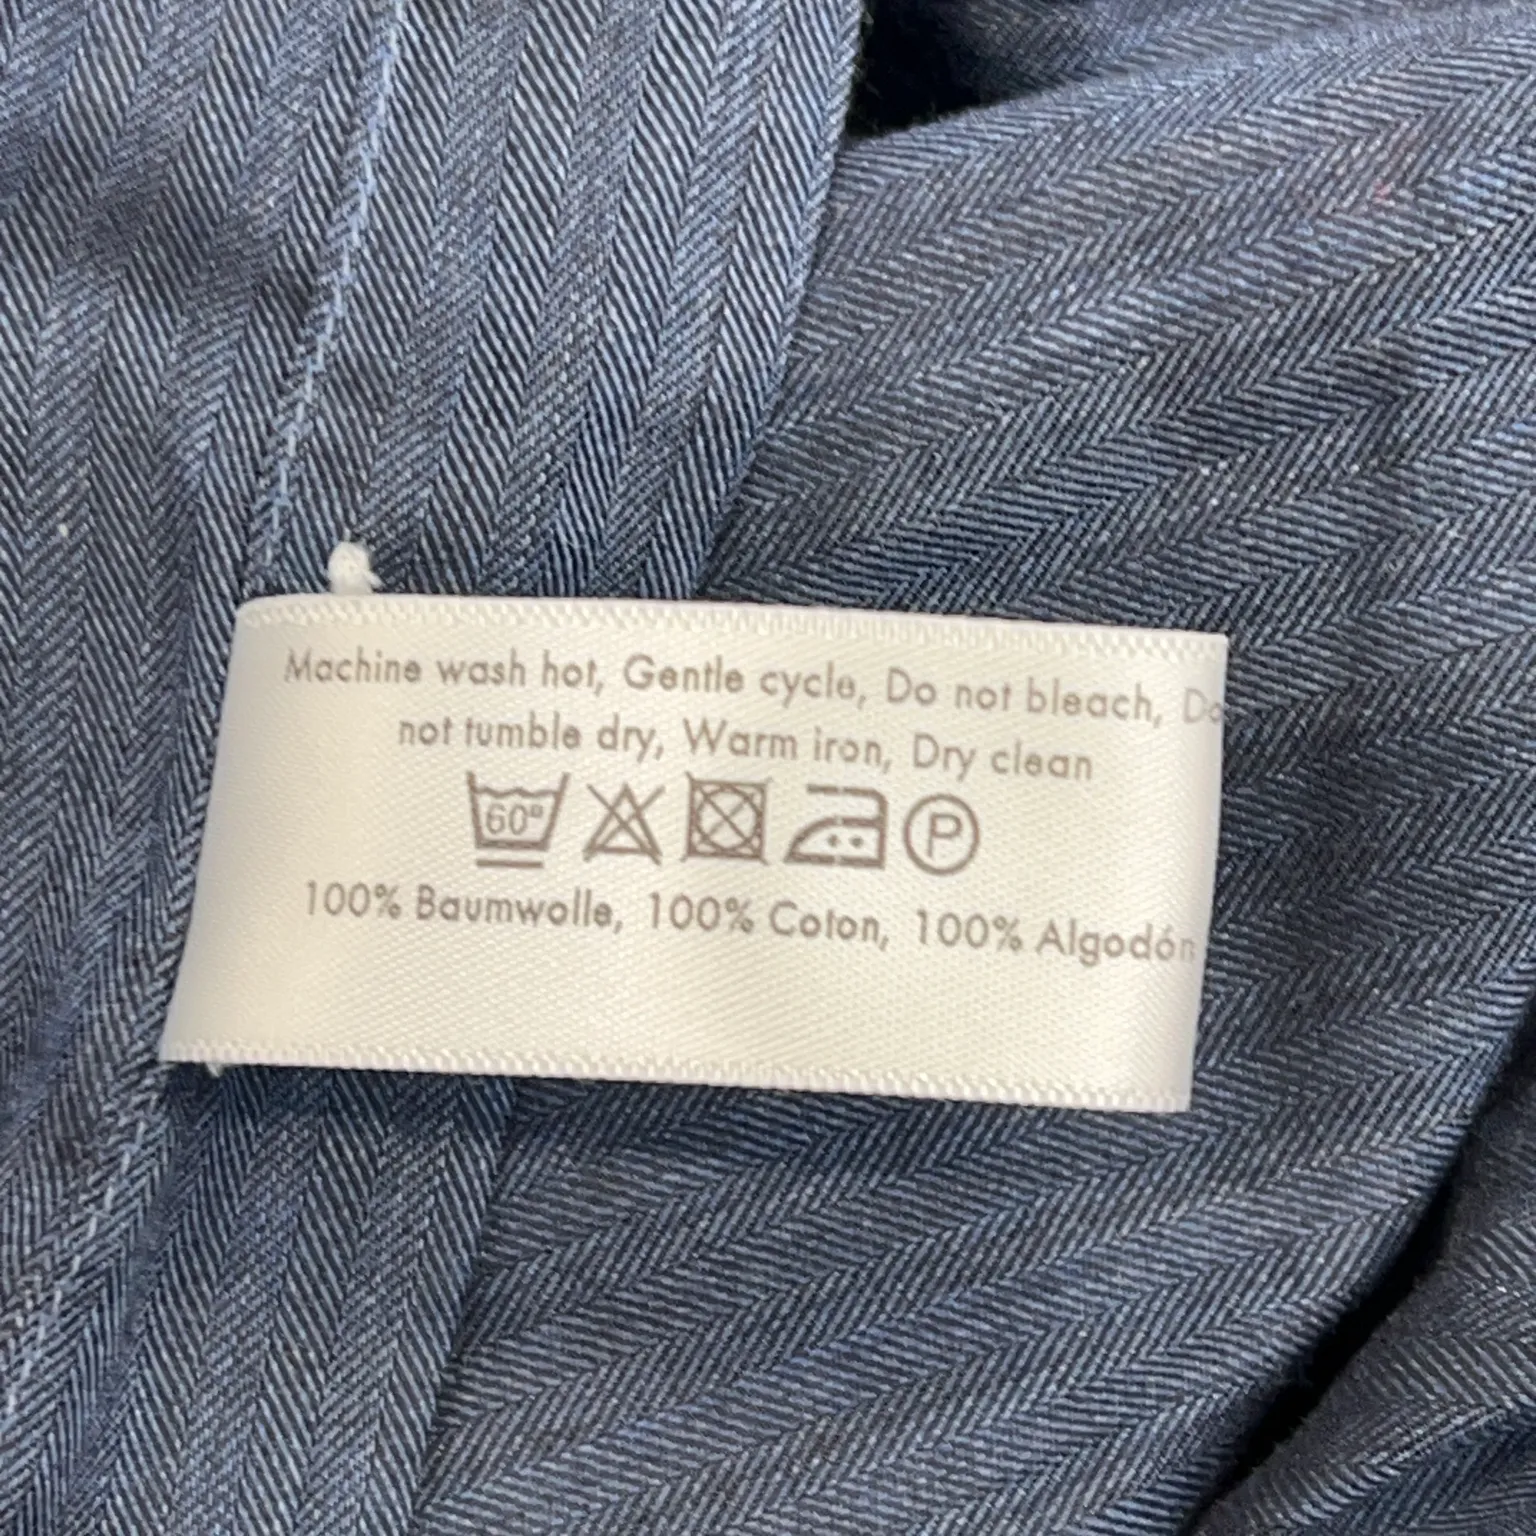 Machine wash hot, Gentle cycle, Do not bleach, Do
not tumble dry, Warm iron, Dry clean
60° P
100% Baumwolle, 100% Coton, 100% Algodón